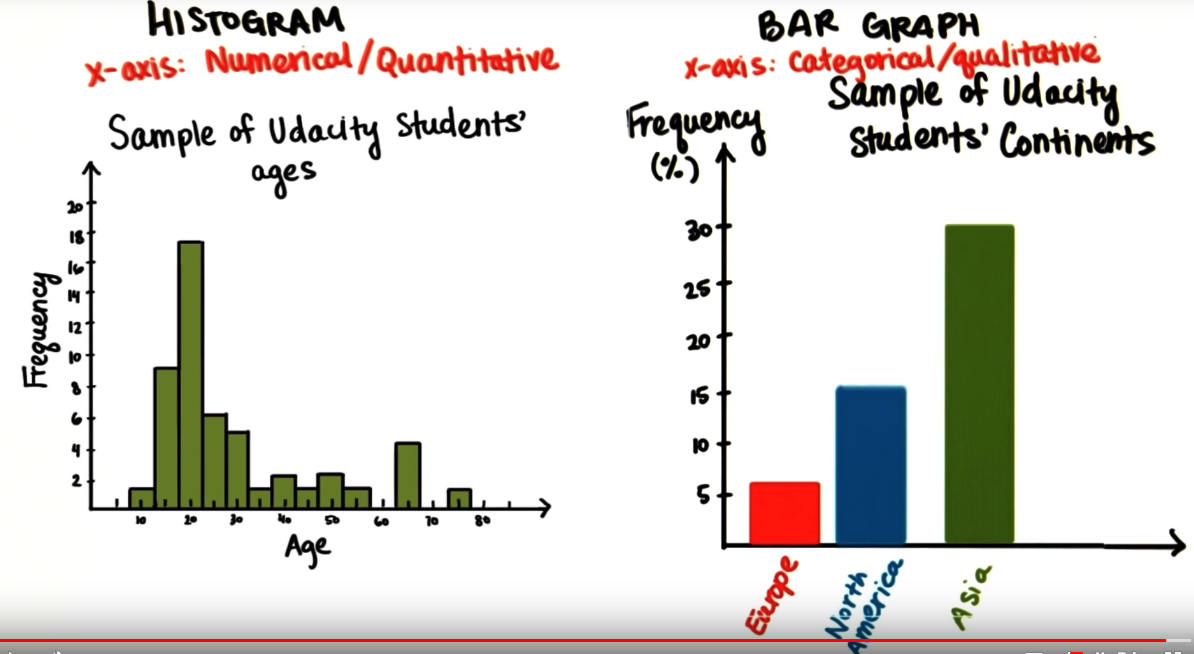 HISTOGRAM
x-axis: Numerical/Quantitative
Sample of Udacity Students'
ages
Frequency
20
18
16
14
12
10
8
6
4
2
10 20 30 40 50 60 70 80
Age
BAR GRAPH
x-axis: Categorical/qualitative
Sample of Udacity
Students' Continents
Frequency
(%)
30
25
20
15
10
5
Europe
North
America
Asia